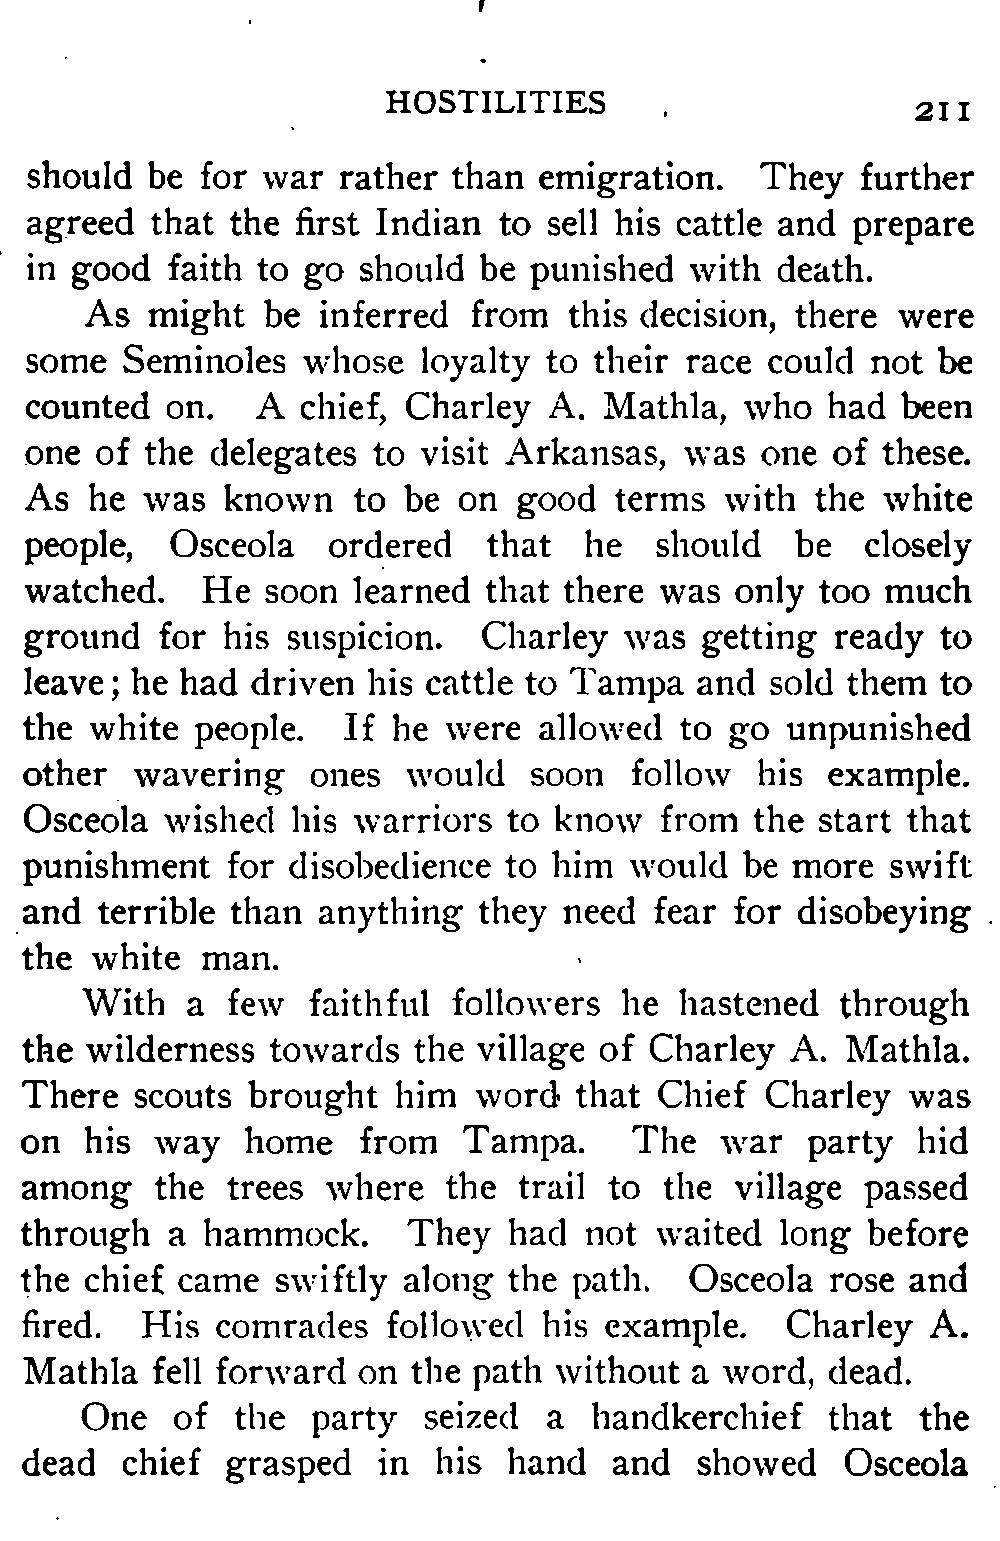 HOSTILITIES 211
should be for war rather than emigration. They further
agreed that the first Indian to sell his cattle and prepare
in good faith to go should be punished with death.
As might be inferred from this decision, there were
some Seminoles whose loyalty to their race could not be
counted on. A chief, Charley A. Mathla, who had been
one of the delegates to visit Arkansas, was one of these.
As he was known to be on good terms with the white
people, Osceola ordered that he should be closely
watched. He soon learned that there was only too much
ground for his suspicion. Charley was getting ready to
leave; he had driven his cattle to Tampa and sold them to
the white people. If he were allowed to go unpunished
other wavering ones would soon follow his example.
Osceola wished his warriors to know from the start that
punishment for disobedience to him would be more swift
and terrible than anything they need fear for disobeying
the white man.
With a few faithful followers he hastened through
the wilderness towards the village of Charley A. Mathla.
There scouts brought him word that Chief Charley was
on his way home from Tampa. The war party hid
among the trees where the trail to the village passed
through a hammock. They had not waited long before
the chief came swiftly along the path. Osceola rose and
fired. His comrades followed his example. Charley A.
Mathla fell forward on the path without a word, dead.
One of the party seized a handkerchief that the
dead chief grasped in his hand and showed Osceola